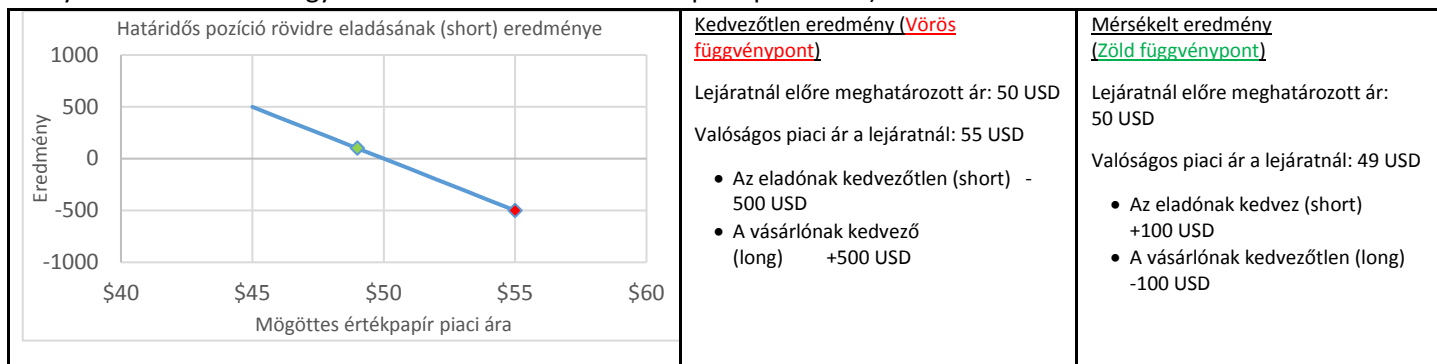 Határidős pozíció rövidre eladásának (short) eredménye
1000
500
0
-500
-1000
Eredmény
$40 $45 $50 $55 $60
Mögöttes értékpapír piaci ára
Kedvezőtlen eredmény (Vörös
függvénypont)
Lejáratnál előre meghatározott ár: 50 USD
Valóságos piaci ár a lejáratnál: 55 USD
• Az eladónak kedvezőtlen (short) -
500 USD
• A vásárlónak kedvező
(long) +500 USD
Mérsékelt eredmény
(Zöld függvénypont)
Lejáratnál előre meghatározott ár:
50 USD
Valóságos piaci ár a lejáratnál: 49 USD
• Az eladónak kedvez (short)
+100 USD
• A vásárlónak kedvezőtlen (long)
-100 USD